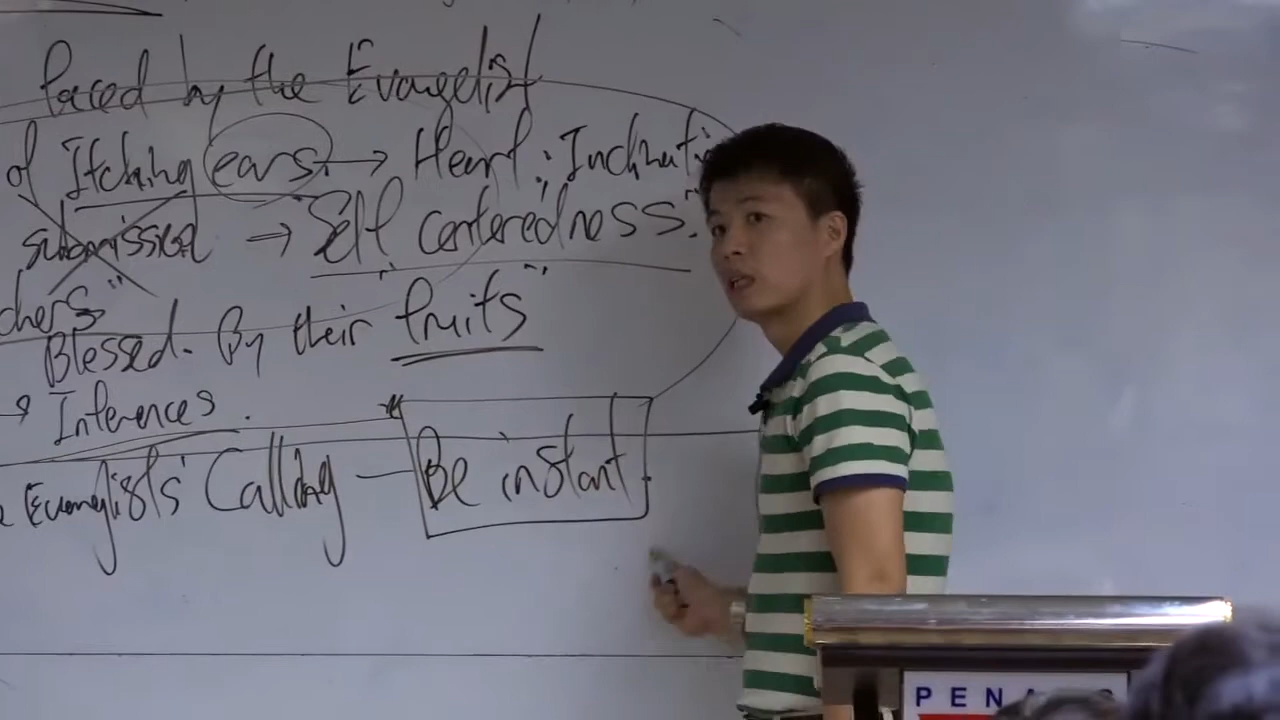 faced by the Evangelist
of Itching ears → Heart : Inclinati
submission → Self centeredness".
chers"
Blessed. By their "fruits"
→ Inferences.
Evanglists' Calling — Be instant
PENA